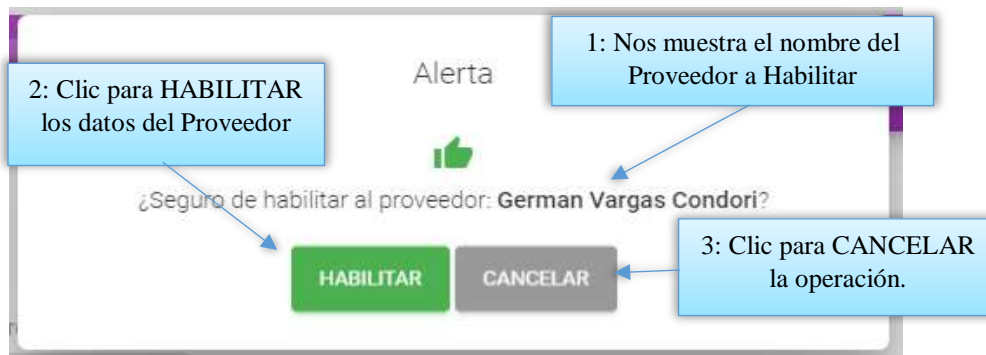 1: Nos muestra el nombre del
Proveedor a Habilitar
Alerta
2: Clic para HABILITAR
los datos del Proveedor
¿Seguro de habilitar al proveedor: German Vargas Condori?
3: Clic para CANCELAR
la operación.
HABILITAR
CANCELAR